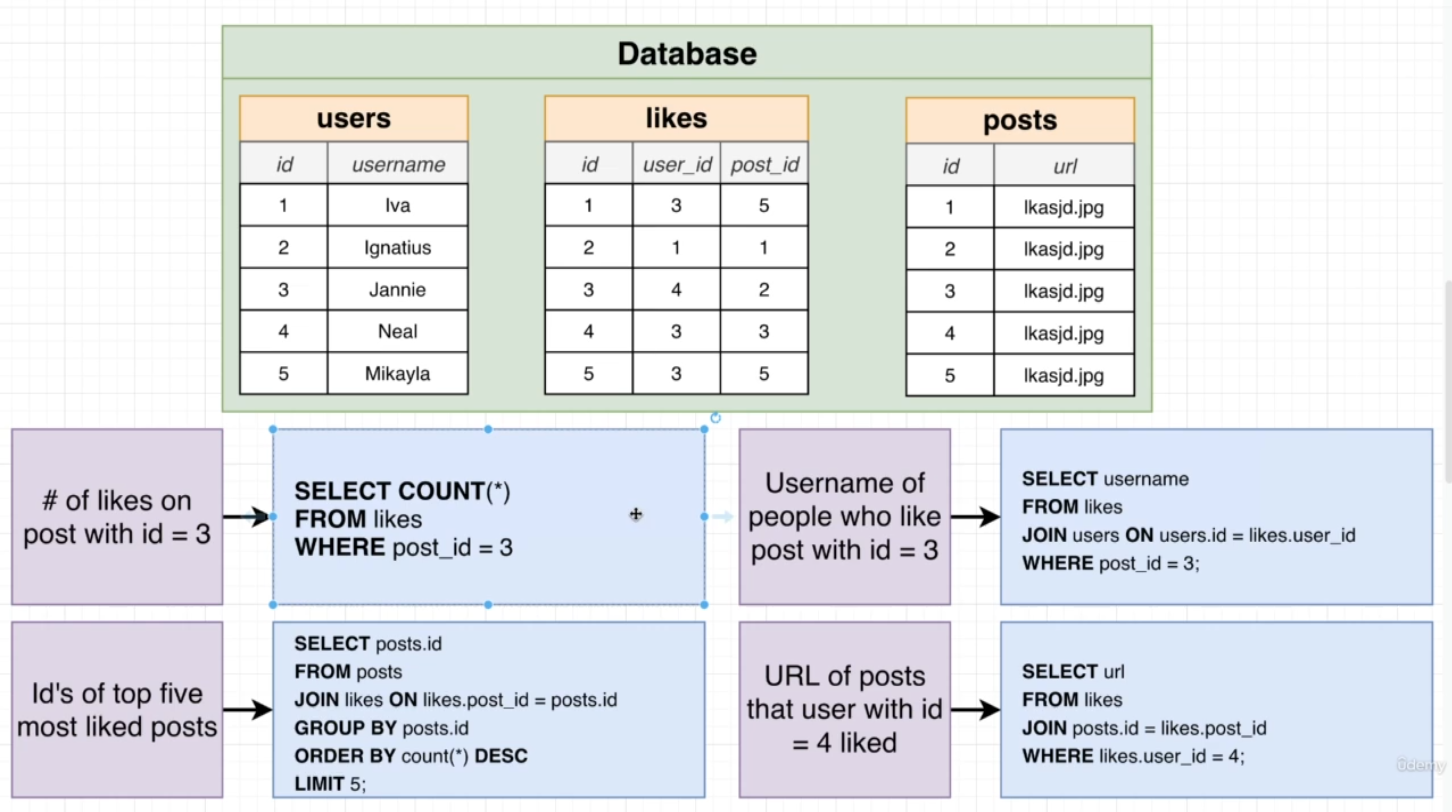 Database
users
id username
1 Iva
2 Ignatius
3 Jannie
4 Neal
5 Mikayla
likes
id user_id post_id
1 3 5
2 1 1
3 4 2
4 3 3
5 3 5
posts
id url
1 lkasjd.jpg
2 lkasjd.jpg
3 lkasjd.jpg
4 lkasjd.jpg
5 lkasjd.jpg
# of likes on
post with id = 3
SELECT COUNT(*)
FROM likes
WHERE post_id = 3
Username of
people who like
post with id = 3
SELECT username
FROM likes
JOIN users ON users.id = likes.user_id
WHERE post_id = 3;
Id's of top five
most liked posts
SELECT posts.id
FROM posts
JOIN likes ON likes.post_id = posts.id
GROUP BY posts.id
ORDER BY count(*) DESC
LIMIT 5;
URL of posts
that user with id
= 4 liked
SELECT url
FROM likes
JOIN posts.id = likes.post_id
WHERE likes.user_id = 4;
ûdemy